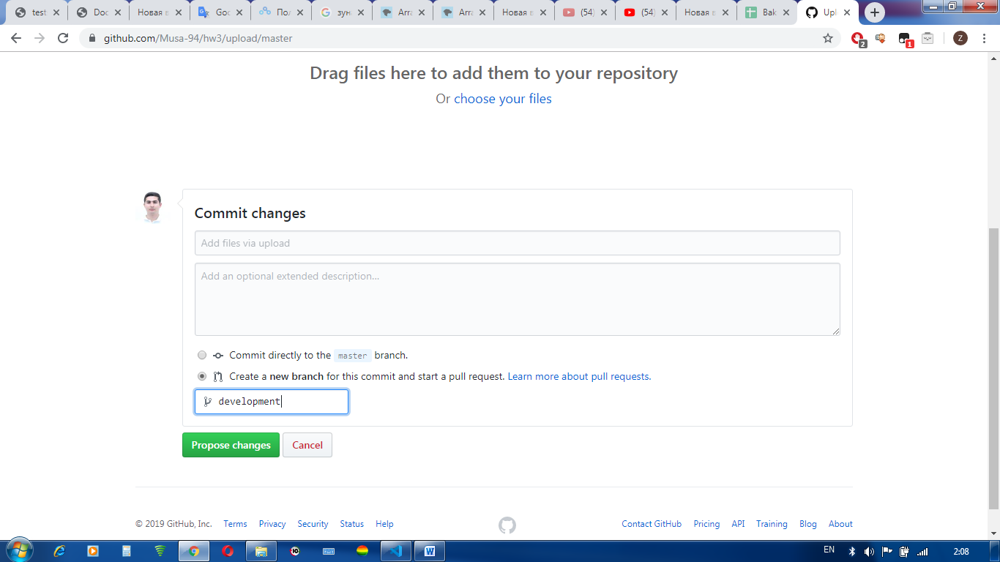 test
Doc
Новая в
Goo
Пол
зун
Arra
Arra
Новая в
(54)
(54)
Новая в
Bak
Upl
github.com/Musa-94/hw3/upload/master
2
1
Z
Drag files here to add them to your repository
Or choose your files
Commit changes
Add files via upload
Add an optional extended description...
Commit directly to the master branch.
Create a new branch for this commit and start a pull request. Learn more about pull requests.
development
Propose changes
Cancel
© 2019 GitHub, Inc. Terms Privacy Security Status Help
Contact GitHub Pricing API Training Blog About
EN
2:08